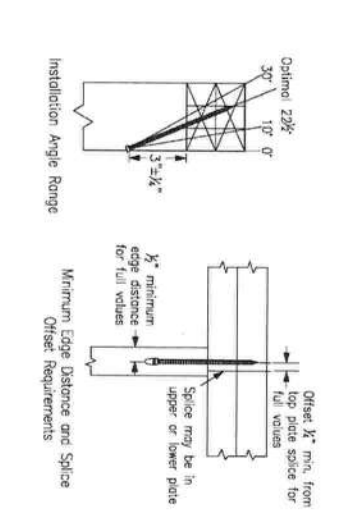 Optimal 22½°
30°
10°
0°
3"±¼"
Installation Angle Range
Offset ½" min. from
top plate splice for
full values
½" minimum
edge distance
for full values
Splice may be in
upper or lower plate
Minimum Edge Distance and Splice
Offset Requirements